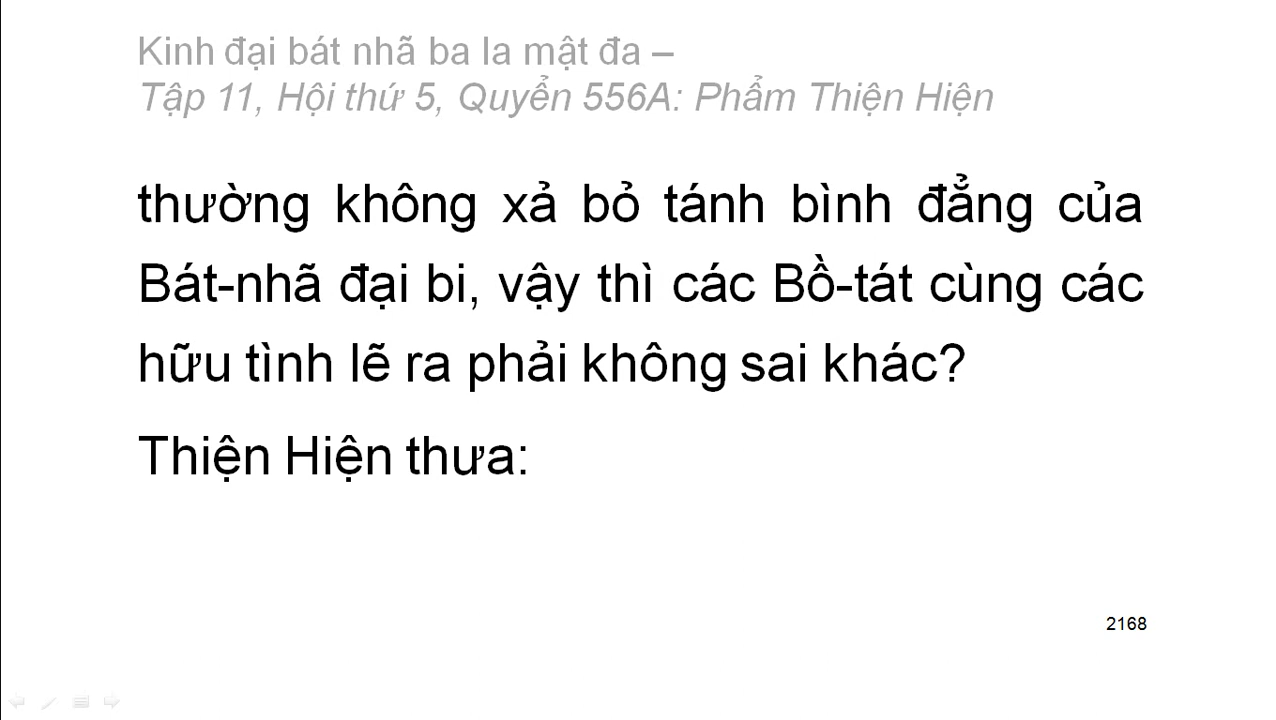 Kinh đại bát nhã ba la mật đa –
Tập 11, Hội thứ 5, Quyển 556A: Phẩm Thiện Hiện
thường không xả bỏ tánh bình đẳng của
Bát-nhã đại bi, vậy thì các Bồ-tát cùng các
hữu tình lẽ ra phải không sai khác?
Thiện Hiện thưa:
2168